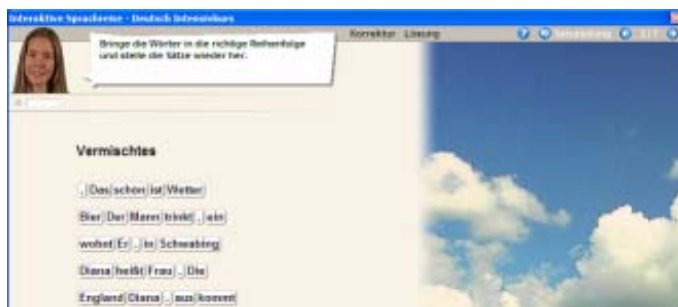 Interaktive Sprachreise - Deutsch Intensivkurs
Korrektur Lösung
Bringe die Wörter in die richtige Reihenfolge
und stelle die Sätze wieder her.
Vermischtes
. Das schon ist Wetter
Bier Der Mann trinkt . ein
wohnt Er . in Schwabing
Diana heißt Frau . Die
England Diana . aus kommt